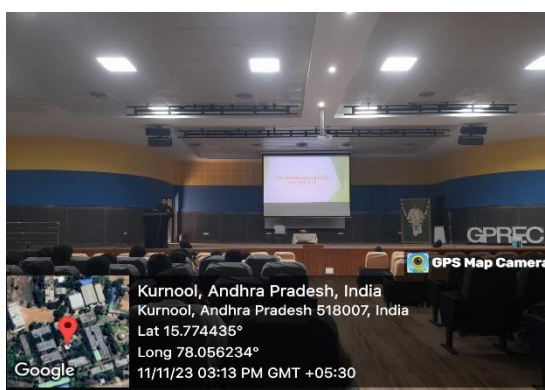 GPREC
GPS Map Camera
Kurnool, Andhra Pradesh, India
Kurnool, Andhra Pradesh 518007, India
Lat 15.774435°
Long 78.056234°
11/11/23 03:13 PM GMT +05:30
Google